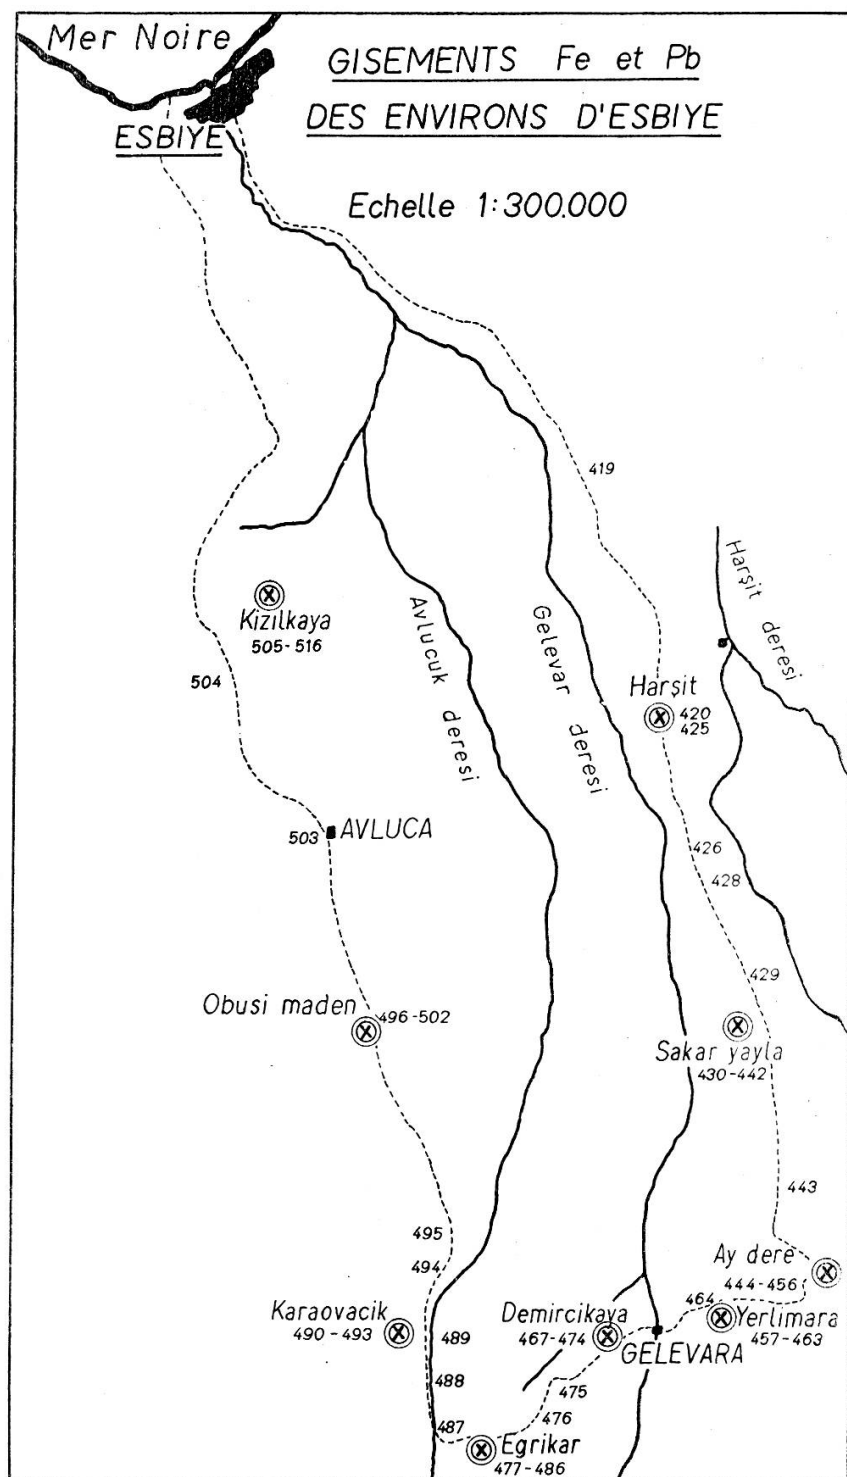 Mer Noire
GISEMENTS Fe et Pb
DES ENVIRONS D'ESBIYE
ESBIYE
Echelle 1:300.000
419
Kizilkaya
505-516
504
Avlucuk deresi
Gelevar deresi
Harşit deresi
Harşit
420
425
503
AVLUCA
426
428
429
Obusi maden
496-502
Sakar yayla
430-442
443
495
494
Ay dere
444-456
464
Karaovacik
490-493
489
Demircikaya
467-474
GELEVARA
Yerlimara
457-463
488
475
476
487
Egrikar
477-486